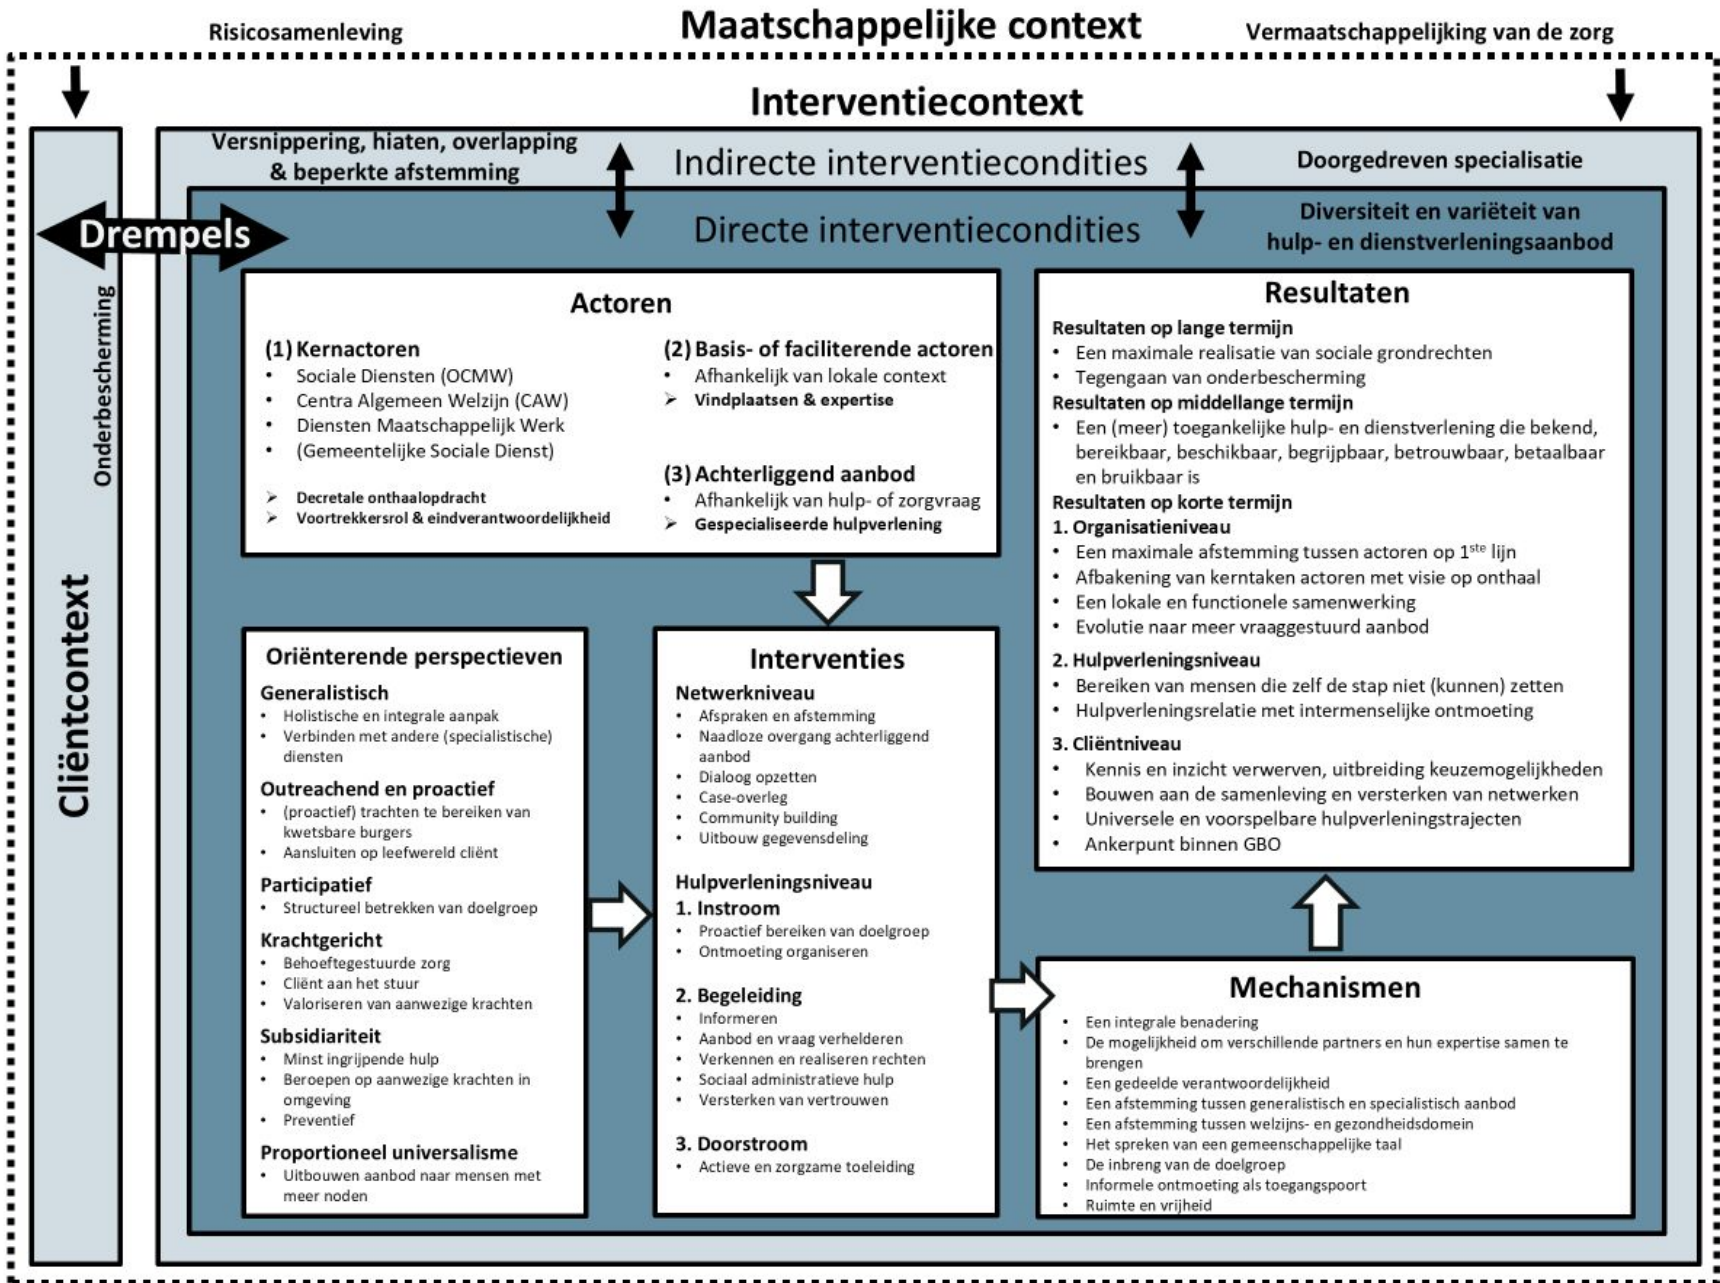 Risicosamenleving
Maatschappelijke context
Vermaatschappelijking van de zorg
Interventiecontext
Versnippering, hiaten, overlapping
& beperkte afstemming
Indirecte interventiecondities
Doorgedreven specialisatie
Drempels
Directe interventiecondities
Diversiteit en variëteit van
hulp- en dienstverleningsaanbod
Onderbescherming
Cliëntcontext
Actoren
(1) Kernactoren
• Sociale Diensten (OCMW)
• Centra Algemeen Welzijn (CAW)
• Diensten Maatschappelijk Werk
• (Gemeentelijke Sociale Dienst)
➢ Decretale onthaalopdracht
➢ Voortrekkersrol & eindverantwoordelijkheid
(2) Basis- of faciliterende actoren
• Afhankelijk van lokale context
➢ Vindplaatsen & expertise
(3) Achterliggend aanbod
• Afhankelijk van hulp- of zorgvraag
➢ Gespecialiseerde hulpverlening
Oriënterende perspectieven
Generalistisch
• Holistische en integrale aanpak
• Verbinden met andere (specialistische)
diensten
Outreachend en proactief
• (proactief) trachten te bereiken van
kwetsbare burgers
• Aansluiten op leefwereld cliënt
Participatief
• Structureel betrekken van doelgroep
Krachtgericht
• Behoeftegestuurde zorg
• Cliënt aan het stuur
• Valoriseren van aanwezige krachten
Subsidiariteit
• Minst ingrijpende hulp
• Beroepen op aanwezige krachten in
omgeving
• Preventief
Proportioneel universalisme
• Uitbouwen aanbod naar mensen met
meer noden
Interventies
Netwerkniveau
• Afspraken en afstemming
• Naadloze overgang achterliggend
aanbod
• Dialoog opzetten
• Case-overleg
• Community building
• Uitbouw gegevensdeling
Hulpverleningsniveau
1. Instroom
• Proactief bereiken van doelgroep
• Ontmoeting organiseren
2. Begeleiding
• Informeren
• Aanbod en vraag verhelderen
• Verkennen en realiseren rechten
• Sociaal administratieve hulp
• Versterken van vertrouwen
3. Doorstroom
• Actieve en zorgzame toeleiding
Resultaten
Resultaten op lange termijn
• Een maximale realisatie van sociale grondrechten
• Tegengaan van onderbescherming
Resultaten op middellange termijn
• Een (meer) toegankelijke hulp- en dienstverlening die bekend,
bereikbaar, beschikbaar, begrijpbaar, betrouwbaar, betaalbaar
en bruikbaar is
Resultaten op korte termijn
1. Organisatieniveau
• Een maximale afstemming tussen actoren op 1ste lijn
• Afbakening van kerntaken actoren met visie op onthaal
• Een lokale en functionele samenwerking
• Evolutie naar meer vraaggestuurd aanbod
2. Hulpverleningsniveau
• Bereiken van mensen die zelf de stap niet (kunnen) zetten
• Hulpverleningsrelatie met intermenselijke ontmoeting
3. Cliëntniveau
• Kennis en inzicht verwerven, uitbreiding keuzemogelijkheden
• Bouwen aan de samenleving en versterken van netwerken
• Universele en voorspelbare hulpverleningstrajecten
• Ankerpunt binnen GBO
Mechanismen
• Een integrale benadering
• De mogelijkheid om verschillende partners en hun expertise samen te
brengen
• Een gedeelde verantwoordelijkheid
• Een afstemming tussen generalistisch en specialistisch aanbod
• Een afstemming tussen welzijns- en gezondheidsdomein
• Het spreken van een gemeenschappelijke taal
• De inbreng van de doelgroep
• Informele ontmoeting als toegangspoort
• Ruimte en vrijheid